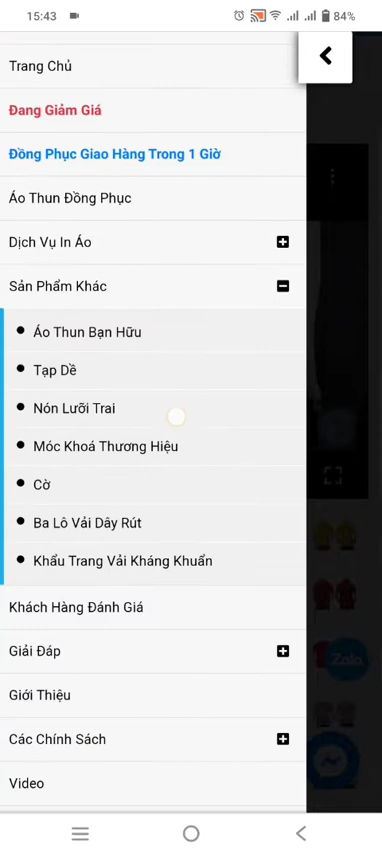 15:43
84%
Trang Chủ
Đang Giảm Giá
Đồng Phục Giao Hàng Trong 1 Giờ
Áo Thun Đồng Phục
Dịch Vụ In Áo
Sản Phẩm Khác
Áo Thun Bạn Hữu
Tạp Dề
Nón Lưỡi Trai
Móc Khoá Thương Hiệu
Cờ
Ba Lô Vải Dây Rút
Khẩu Trang Vải Kháng Khuẩn
Khách Hàng Đánh Giá
Giải Đáp
Zalo
Giới Thiệu
Các Chính Sách
Video